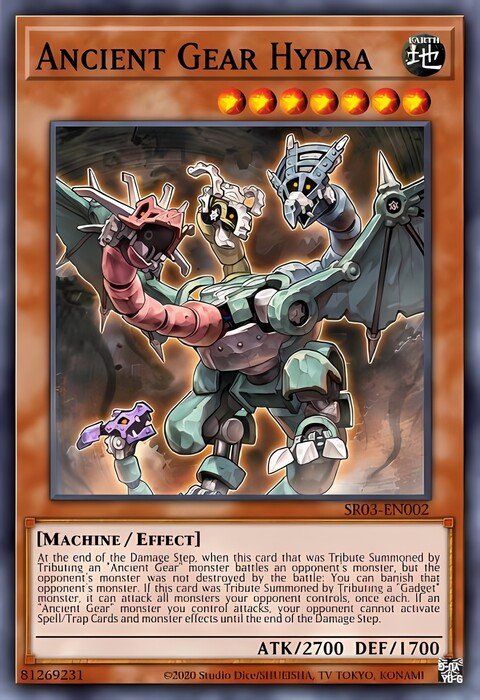 ANCIENT GEAR HYDRA
EARTH
地
SR03-EN002
[MACHINE / EFFECT]
At the end of the Damage Step, when this card that was Tribute Summoned by
Tributing an "Ancient Gear" monster battles an opponent's monster, but the
opponent's monster was not destroyed by the battle: You can banish that
opponent's monster. If this card was Tribute Summoned by Tributing a "Gadget"
monster, it can attack all monsters your opponent controls, once each. If an
"Ancient Gear" monster you control attacks, your opponent cannot activate
Spell/Trap Cards and monster effects until the end of the Damage Step.
ATK/2700 DEF/1700
81269231
©2020 Studio Dice/SHUEISHA, TV TOKYO, KONAMI